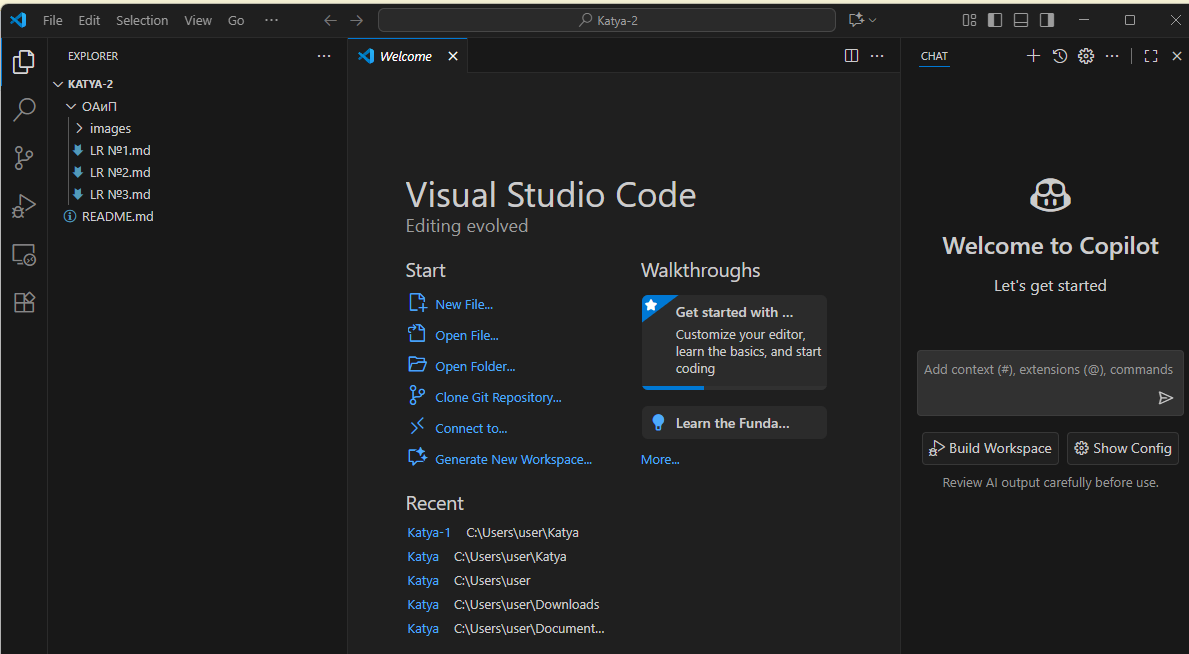 File Edit Selection View Go ··· Katya-2
EXPLORER ···
KATYA-2
ОАиП
images
LR №1.md
LR №2.md
LR №3.md
README.md
Welcome
Visual Studio Code
Editing evolved
Start
New File...
Open File...
Open Folder...
Clone Git Repository...
Connect to...
Generate New Workspace...
Recent
Katya-1 C:\Users\user\Katya
Katya C:\Users\user\Katya
Katya C:\Users\user
Katya C:\Users\user\Downloads
Katya C:\Users\user\Document...
Walkthroughs
Get started with ...
Customize your editor,
learn the basics, and start
coding
Learn the Funda...
More...
CHAT
Welcome to Copilot
Let's get started
Add context (#), extensions (@), commands
Build Workspace Show Config
Review AI output carefully before use.